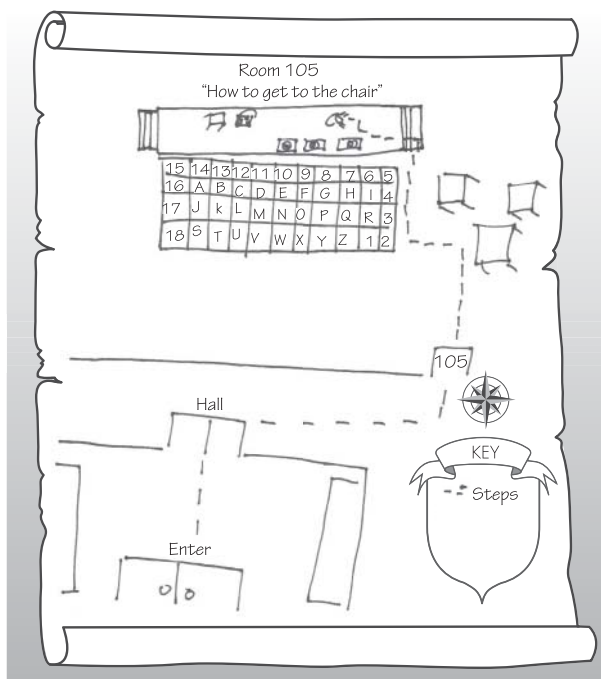 Room 105
“How to get to the chair”
15 14 13 12 11 10 9 8 7 6 5
16 A B C D E F G H I 4
17 J K L M N O P Q R 3
18 S T U V W X Y Z 1 2
105
Hall
KEY
Steps
Enter